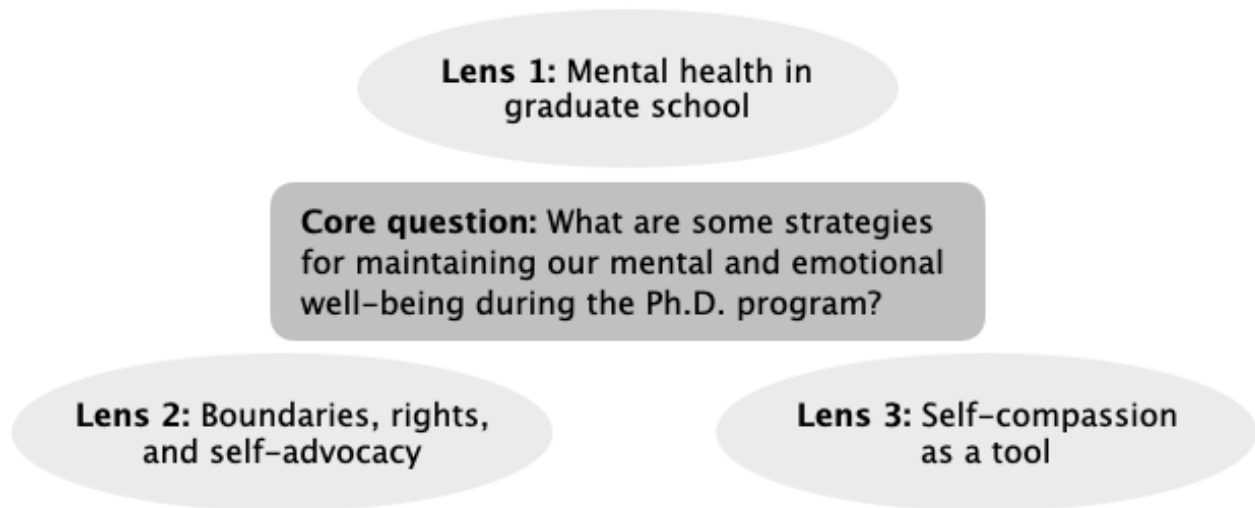 Lens 1: Mental health in
graduate school
Core question: What are some strategies
for maintaining our mental and emotional
well-being during the Ph.D. program?
Lens 2: Boundaries, rights,
and self-advocacy
Lens 3: Self-compassion
as a tool